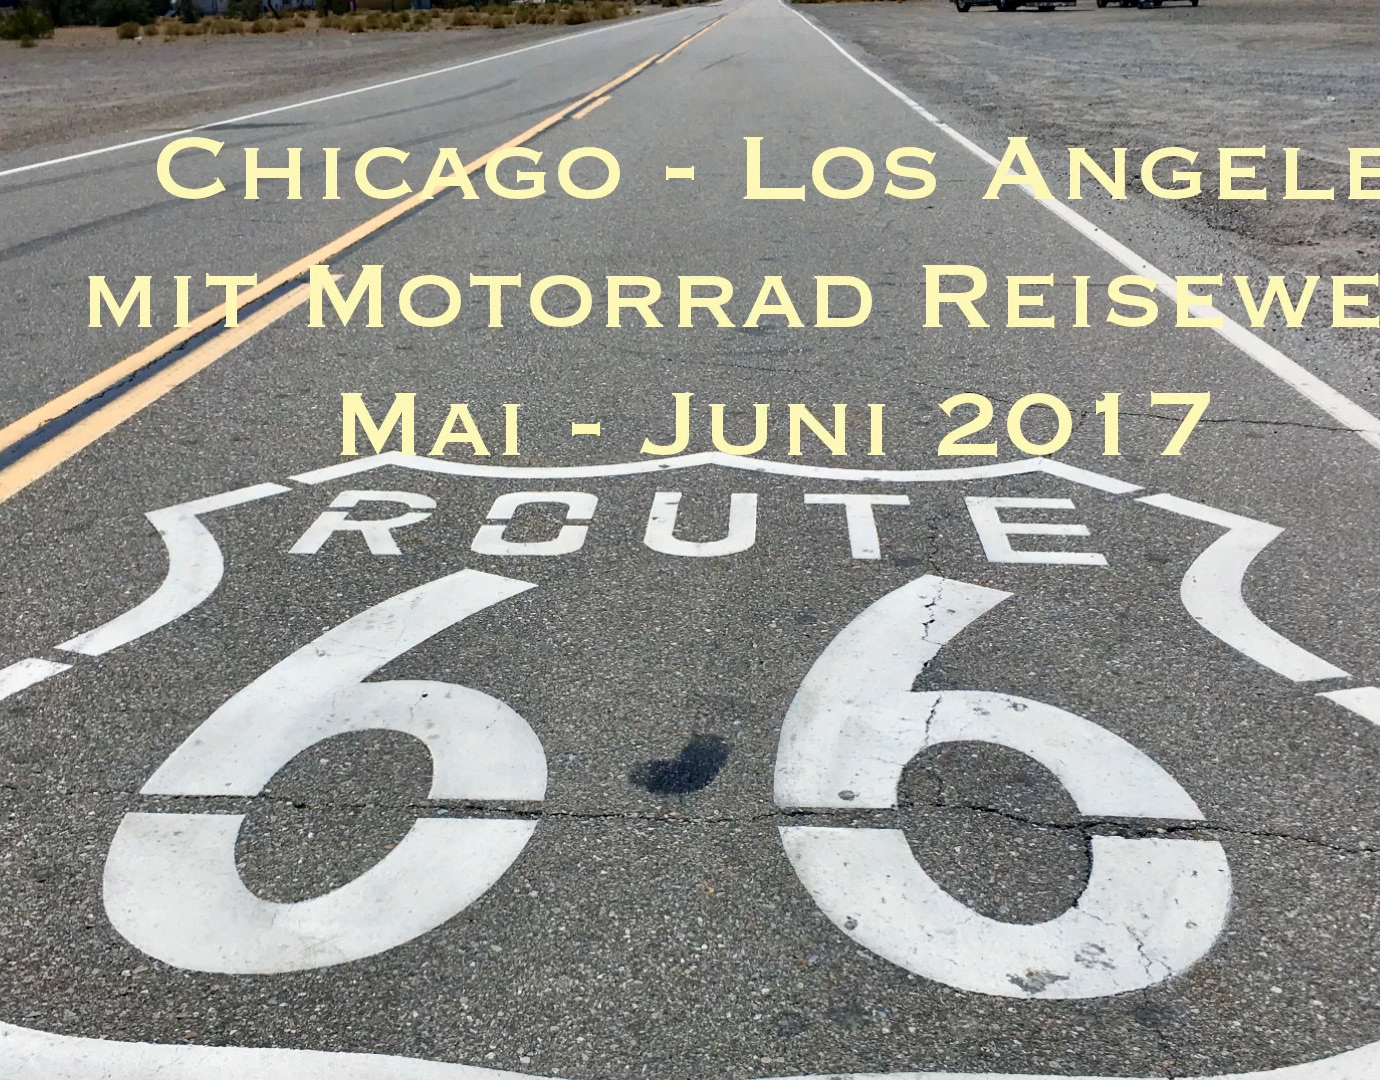 Chicago - Los Angele
mit Motorrad Reisewe
Mai - Juni 2017
ROUTE
66